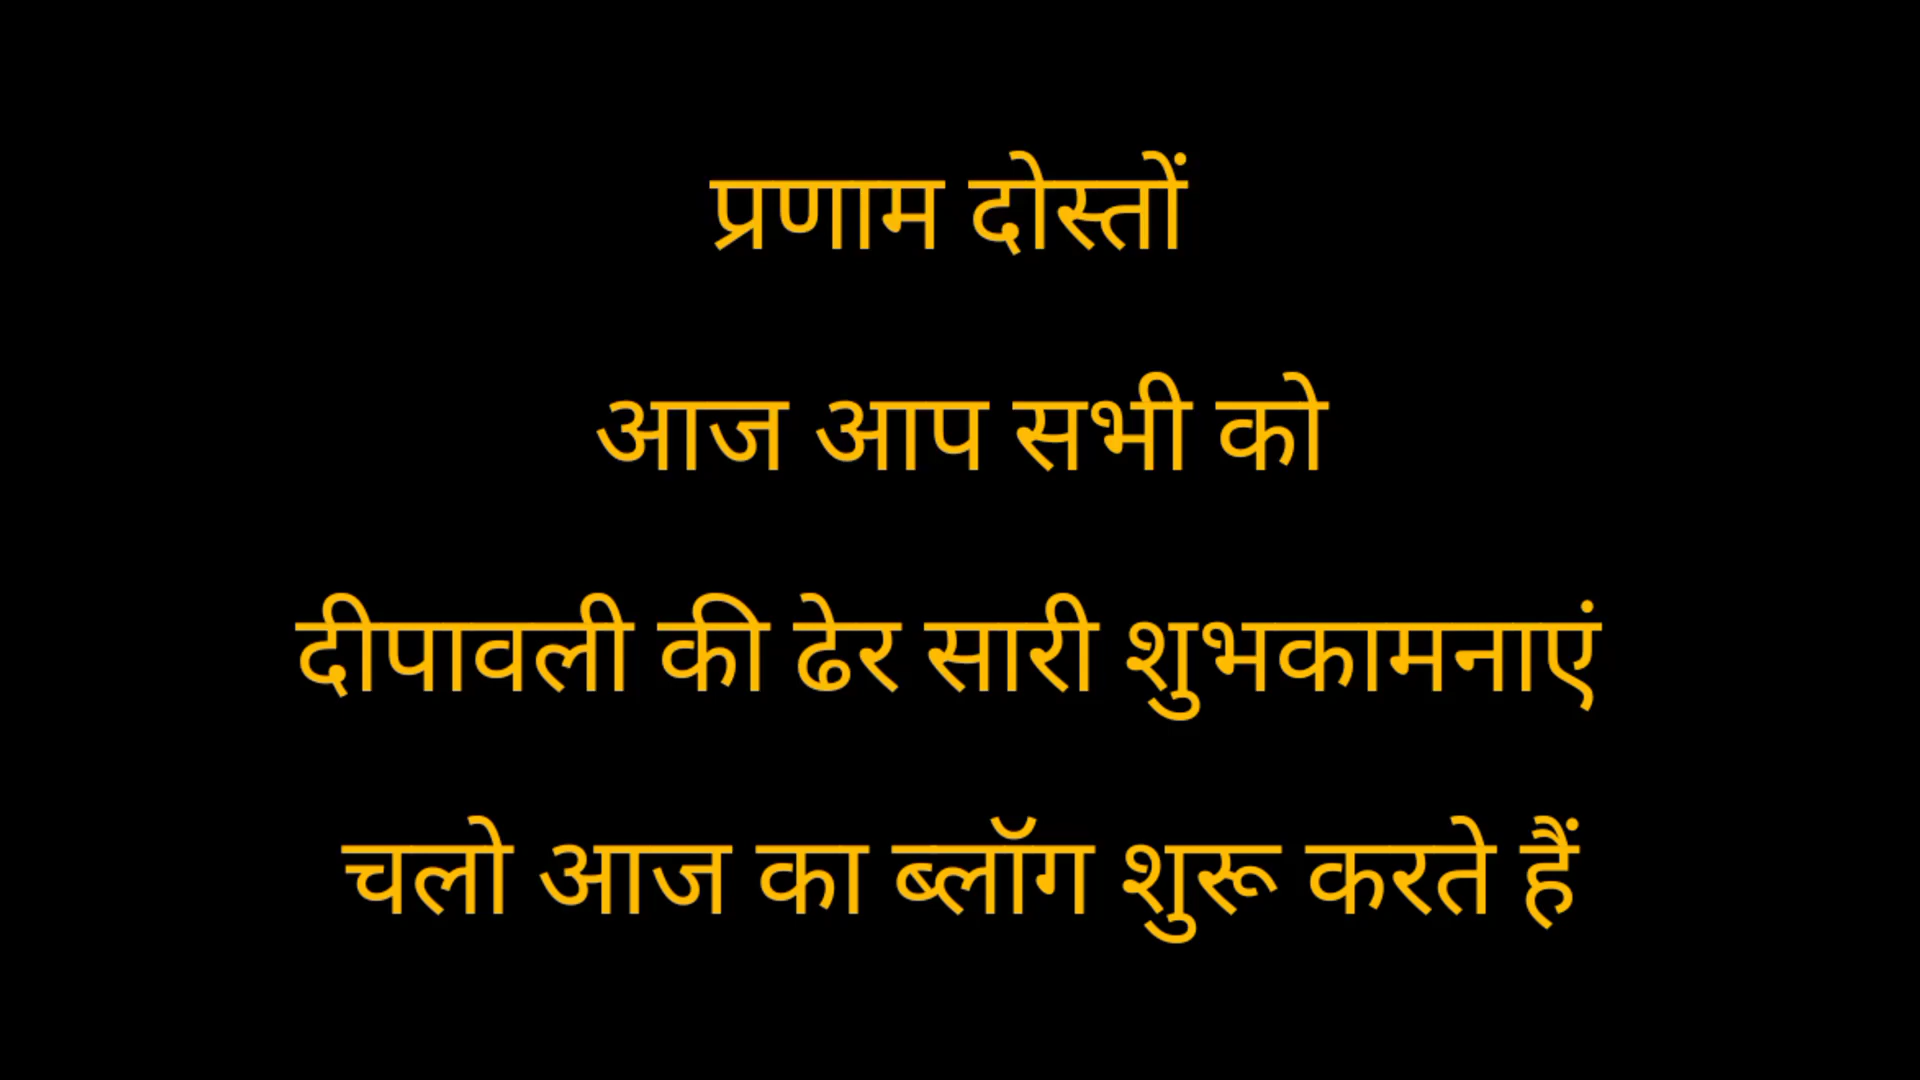 प्रणाम दोस्तों
आज आप सभी को
दीपावली की ढेर सारी शुभकामनाएं
चलो आज का ब्लॉग शुरू करते हैं